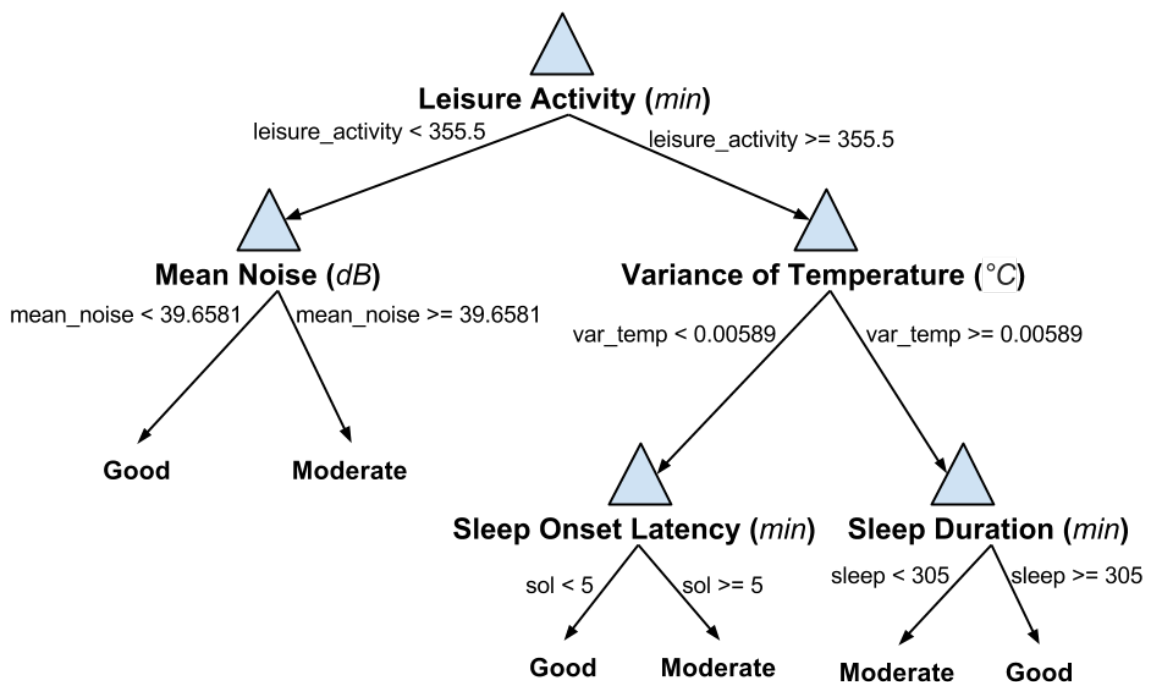 Leisure Activity (min)
leisure_activity < 355.5
leisure_activity >= 355.5
Mean Noise (dB)
Variance of Temperature (°C)
mean_noise < 39.6581
mean_noise >= 39.6581
var_temp < 0.00589
var_temp >= 0.00589
Good
Moderate
Sleep Onset Latency (min)
Sleep Duration (min)
sol < 5
sol >= 5
sleep < 305
sleep >= 305
Good
Moderate
Moderate
Good